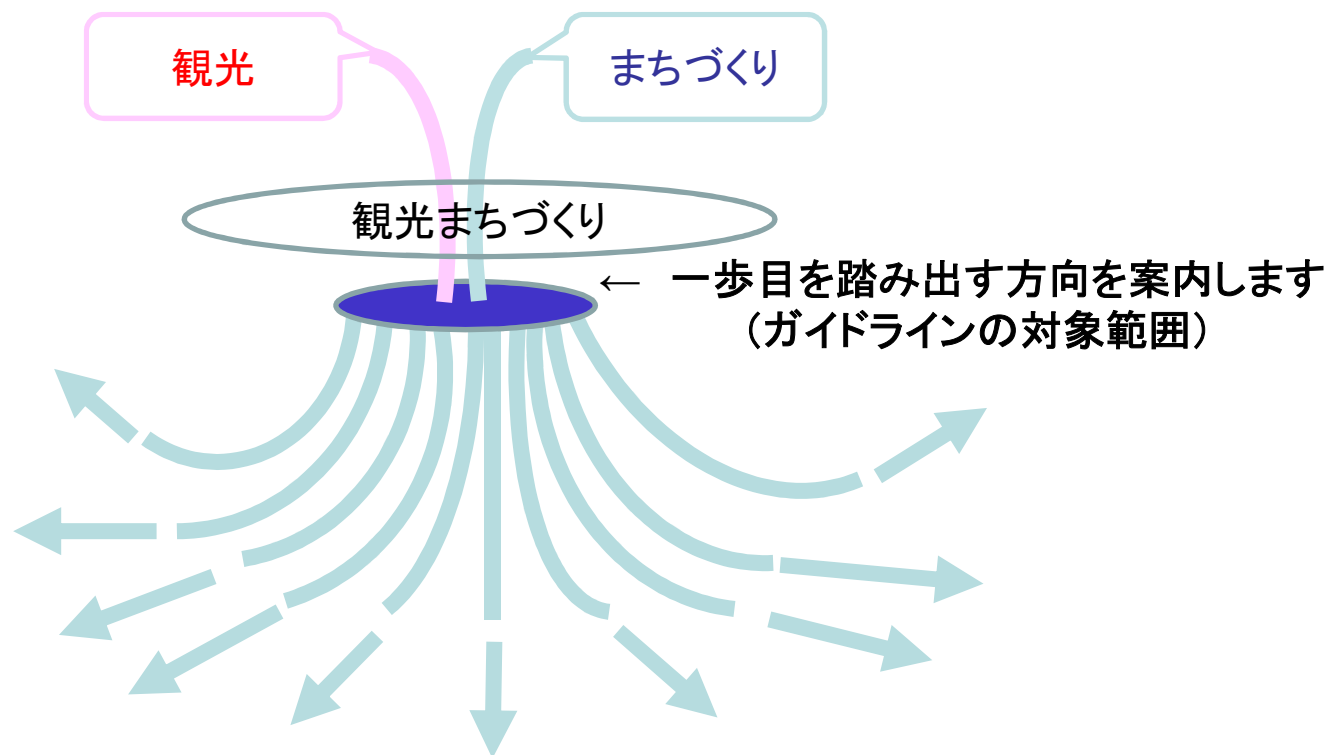 観光
まちづくり
観光まちづくり
← 一歩目を踏み出す方向を案内します
（ガイドラインの対象範囲）